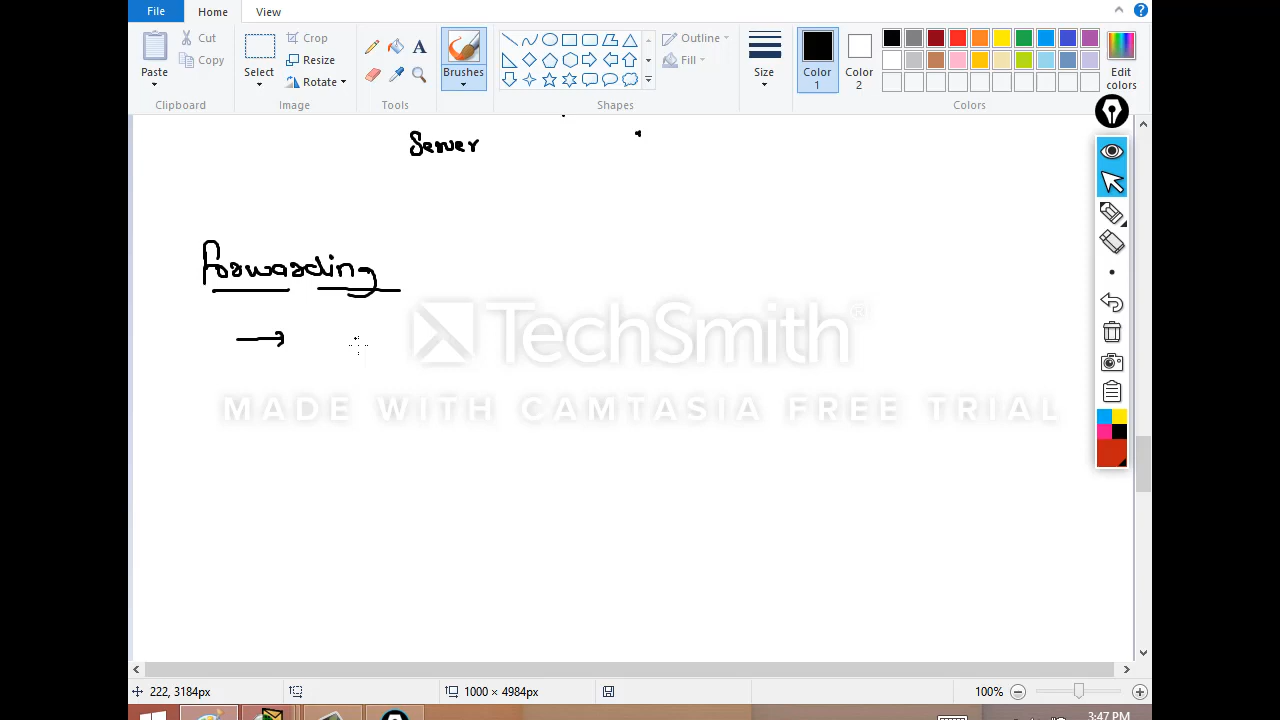 File Home View
Cut Crop Outline
Copy Resize Fill
Paste Select Rotate Brushes Size Color 1 Color 2 Edit colors
Clipboard Image Tools Shapes Colors
Server
Forwarding
TechSmith®
MADE WITH CAMTASIA FREE TRIAL
222, 3184px 1000 × 4984px 100%
3:47 PM